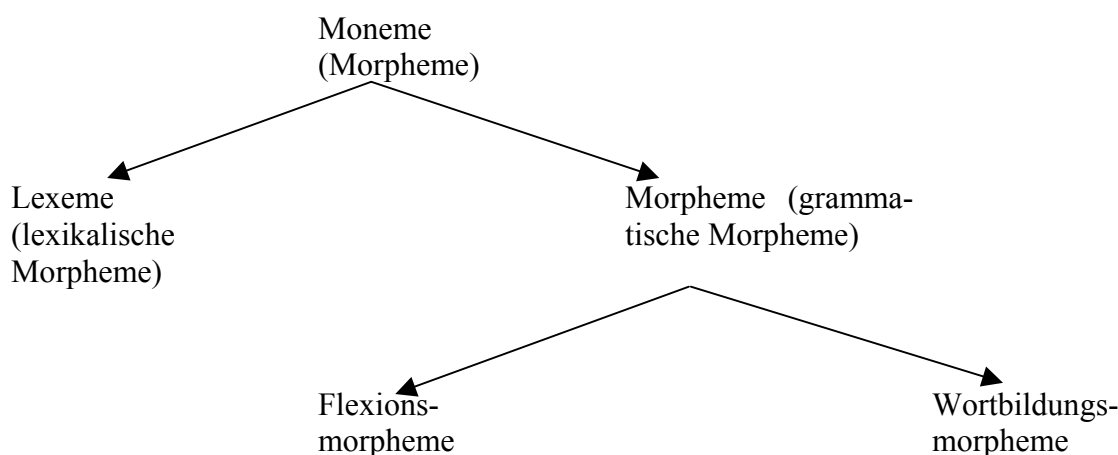 Moneme
(Morpheme)
Lexeme
(lexikalische
Morpheme)
Morpheme (gramma-
tische Morpheme)
Flexions-
morpheme
Wortbildungs-
morpheme